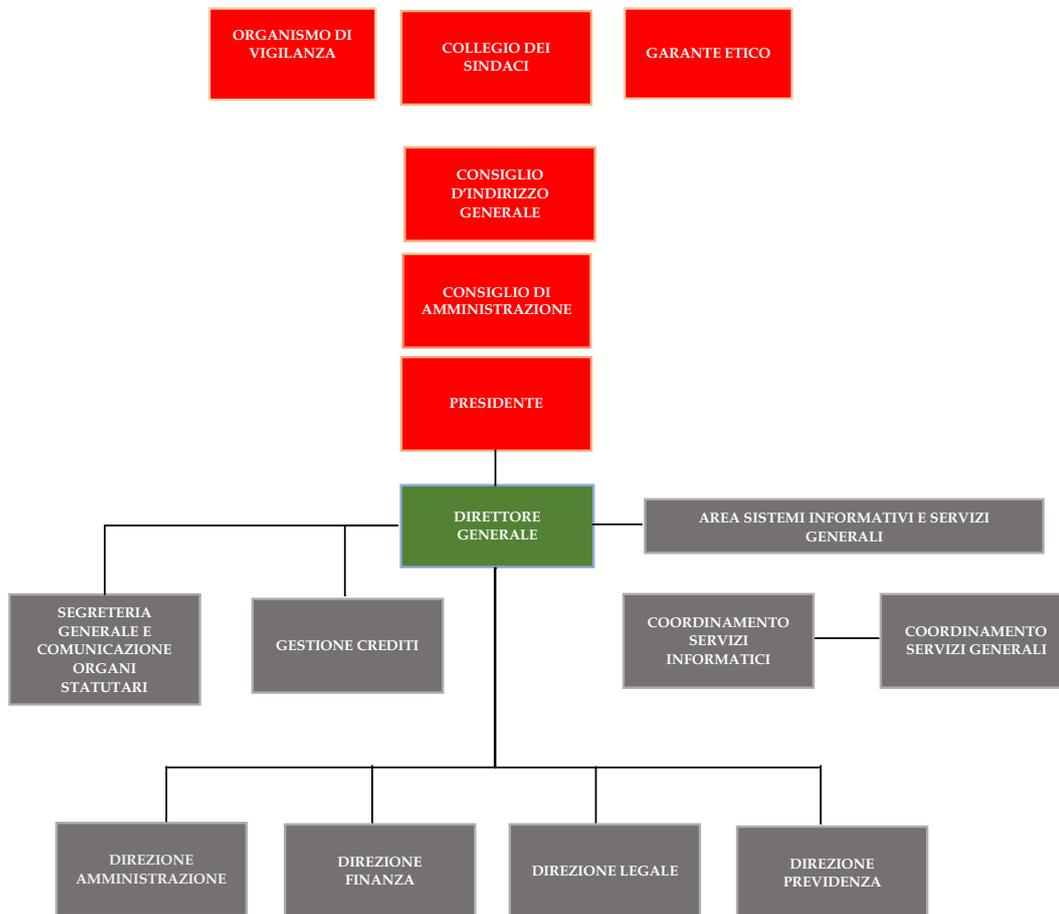 ORGANISMO DI
VIGILANZA
COLLEGIO DEI
SINDACI
GARANTE ETICO
CONSIGLIO
D'INDIRIZZO
GENERALE
CONSIGLIO DI
AMMINISTRAZIONE
PRESIDENTE
DIRETTORE
GENERALE
AREA SISTEMI INFORMATIVI E SERVIZI
GENERALI
SEGRETERIA
GENERALE E
COMUNICAZIONE
ORGANI
STATUTARI
GESTIONE CREDITI
COORDINAMENTO
SERVIZI
INFORMATICI
COORDINAMENTO
SERVIZI GENERALI
DIREZIONE
AMMINISTRAZIONE
DIREZIONE
FINANZA
DIREZIONE LEGALE
DIREZIONE
PREVIDENZA